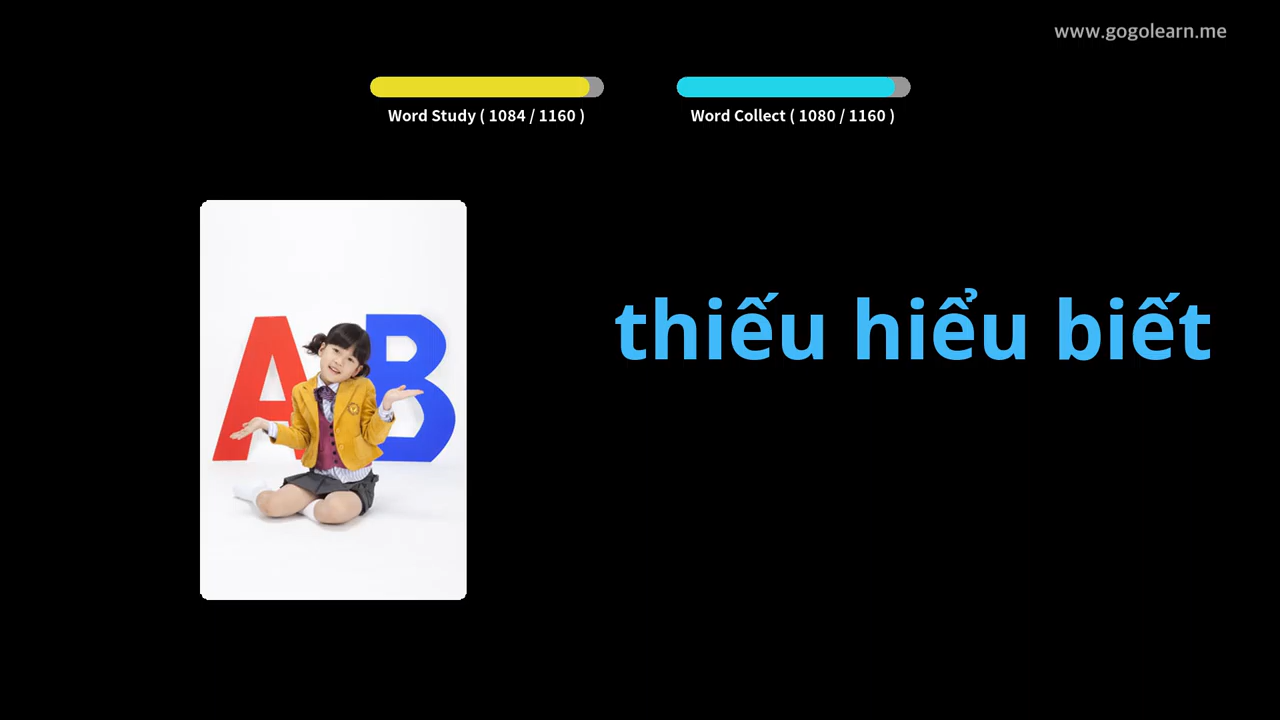 www.gogolearn.me
Word Study ( 1084 / 1160 )
Word Collect ( 1080 / 1160 )
thiếu hiểu biết
A B